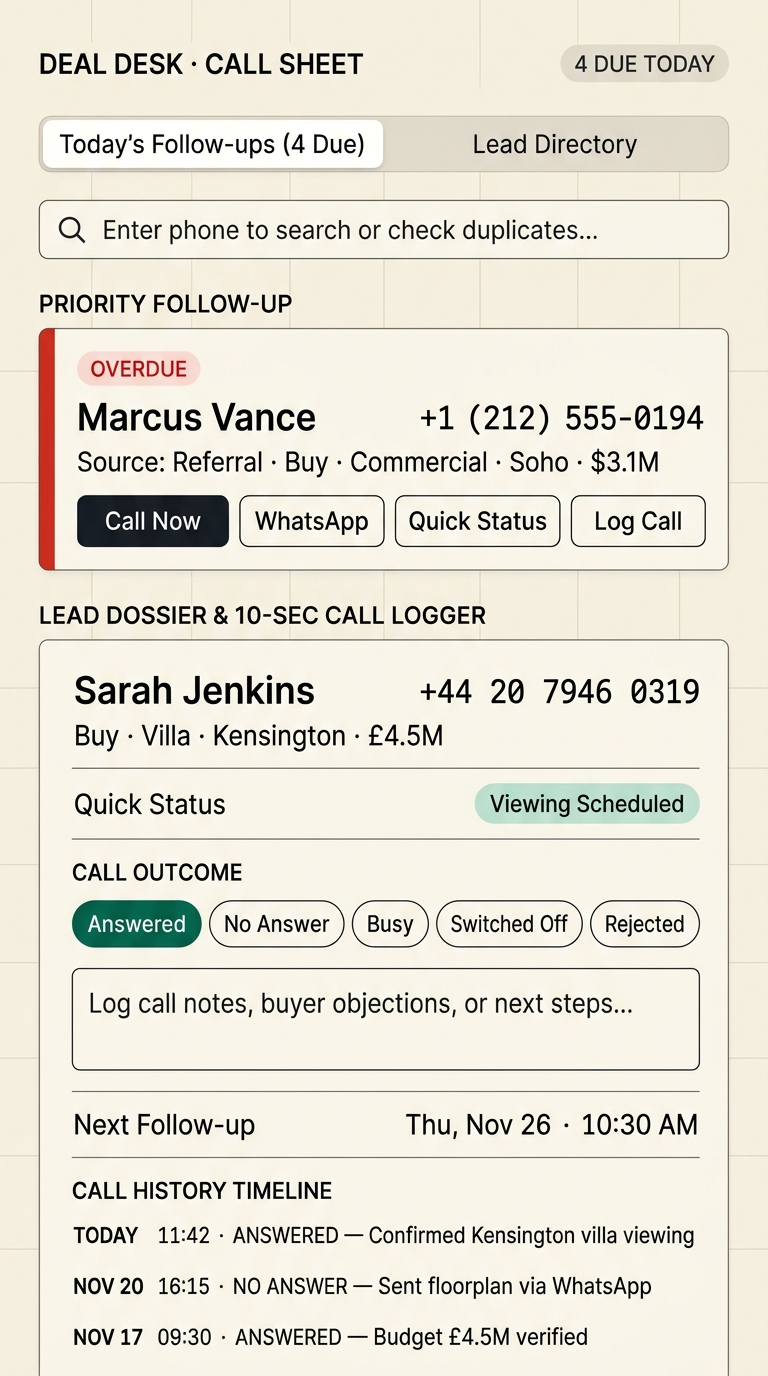 DEAL DESK · CALL SHEET
4 DUE TODAY
Today’s Follow-ups (4 Due)
Lead Directory
Enter phone to search or check duplicates...
PRIORITY FOLLOW-UP
OVERDUE
Marcus Vance
+1 (212) 555-0194
Source: Referral · Buy · Commercial · Soho · $3.1M
Call Now
WhatsApp
Quick Status
Log Call
LEAD DOSSIER & 10-SEC CALL LOGGER
Sarah Jenkins
+44 20 7946 0319
Buy · Villa · Kensington · £4.5M
Quick Status
Viewing Scheduled
CALL OUTCOME
Answered
No Answer
Busy
Switched Off
Rejected
Log call notes, buyer objections, or next steps...
Next Follow-up
Thu, Nov 26 · 10:30 AM
CALL HISTORY TIMELINE
TODAY 11:42 · ANSWERED — Confirmed Kensington villa viewing
NOV 20 16:15 · NO ANSWER — Sent floorplan via WhatsApp
NOV 17 09:30 · ANSWERED — Budget £4.5M verified